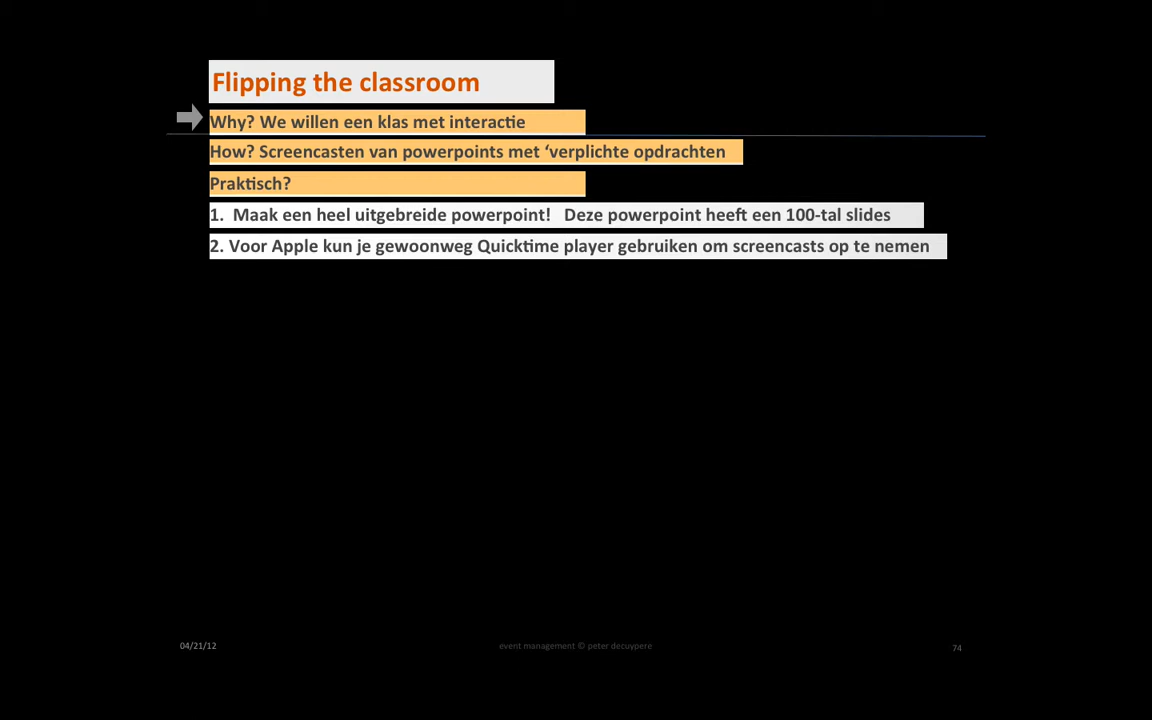 Flipping the classroom
Why? We willen een klas met interactie
How? Screencasten van powerpoints met ‘verplichte opdrachten
Praktisch?
1. Maak een heel uitgebreide powerpoint! Deze powerpoint heeft een 100-tal slides
2. Voor Apple kun je gewoonweg Quicktime player gebruiken om screencasts op te nemen
04/21/12
event management © peter decuypere
74